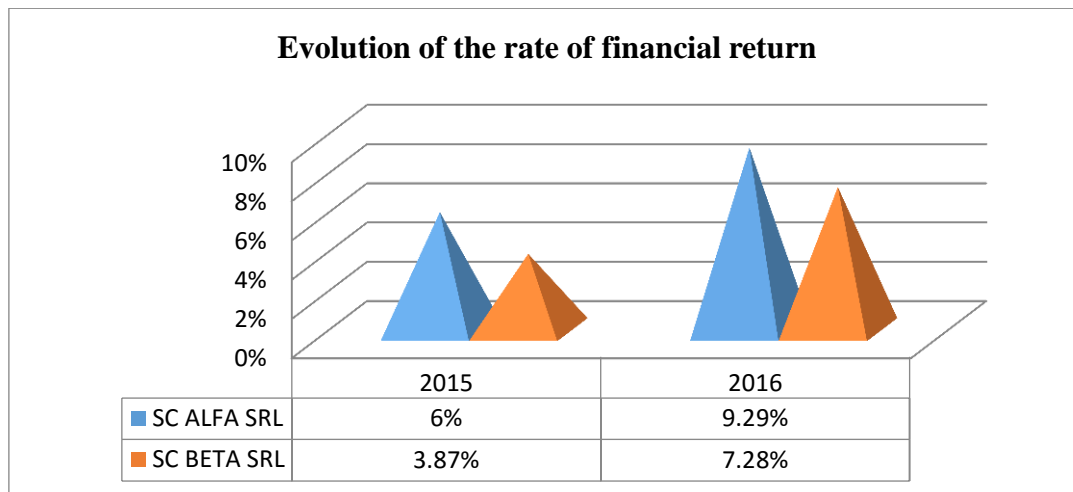 Evolution of the rate of financial return
10%
8%
6%
4%
2%
0%
2015 2016
SC ALFA SRL 6% 9.29%
SC BETA SRL 3.87% 7.28%